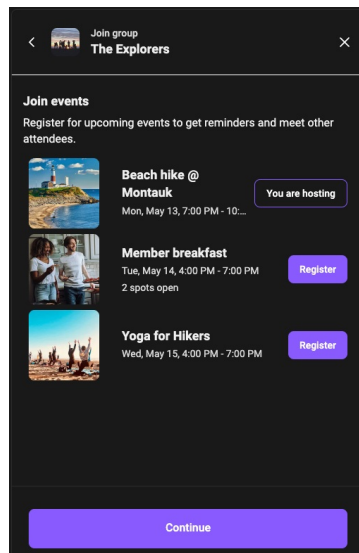 Join group
The Explorers
Join events
Register for upcoming events to get reminders and meet other
attendees.
Beach hike @
Montauk
Mon, May 13, 7:00 PM - 10:...
You are hosting
Member breakfast
Tue, May 14, 4:00 PM - 7:00 PM
2 spots open
Register
Yoga for Hikers
Wed, May 15, 4:00 PM - 7:00 PM
Register
Continue